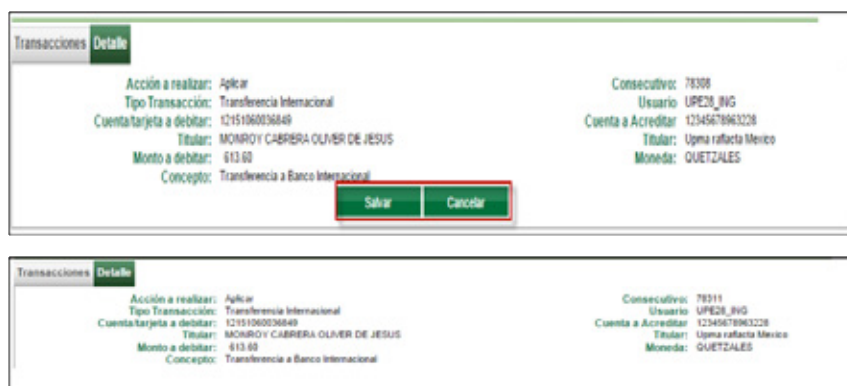 Transacciones Detalle
Acción a realizar: Aplicar Consecutivo: 78308
Tipo Transacción: Transferencia Internacional Usuario UPE28_ING
Cuenta/tarjeta a debitar: 12151060036849 Cuenta a Acreditar 12345678963228
Titular: MONROY CABRERA OLIVER DE JESUS Titular: Upma raflacta Mexico
Monto a debitar: 613.60 Moneda: QUETZALES
Concepto: Transferencia a Banco Internacional
Salvar Cancelar
Transacciones Detalle
Acción a realizar: Aplicar Consecutivo: 78311
Tipo Transacción: Transferencia Internacional Usuario UPE28_ING
Cuenta/tarjeta a debitar: 12151060036849 Cuenta a Acreditar 12345678963228
Titular: MONROY CABRERA OLIVER DE JESUS Titular: Upma raflacta Mexico
Monto a debitar: 613.60 Moneda: QUETZALES
Concepto: Transferencia a Banco Internacional